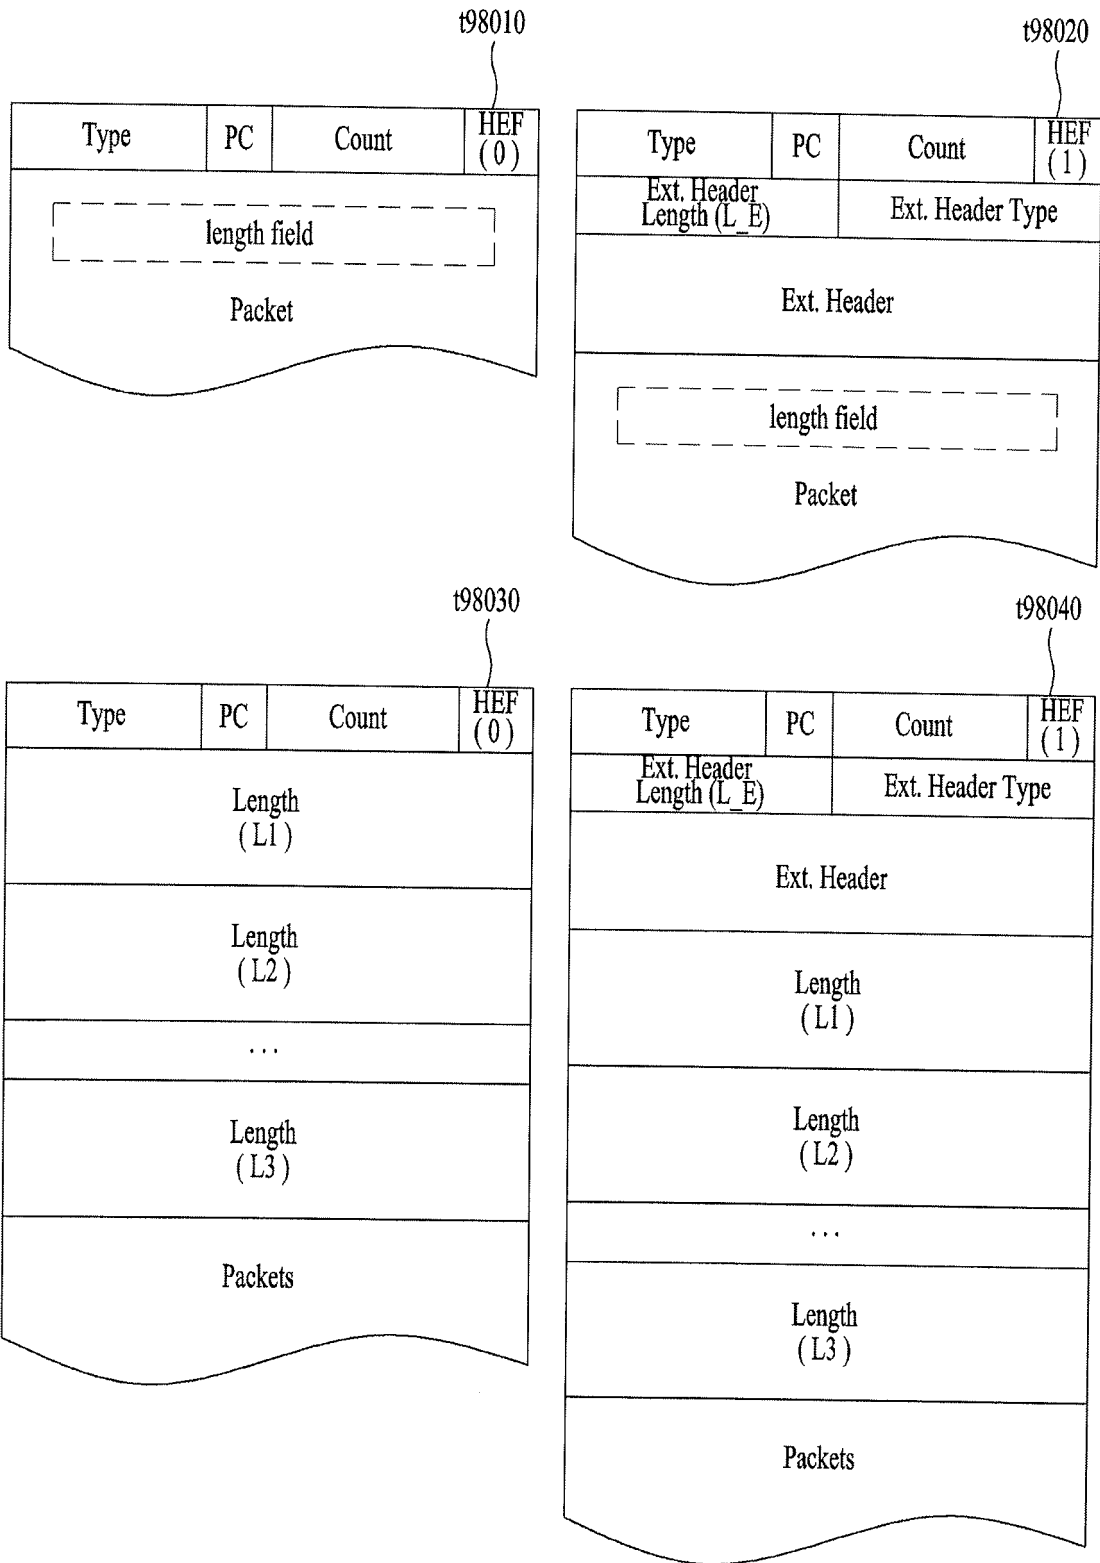 t98010
Type PC Count HEF
(0)
length field
Packet
t98020
Type PC Count HEF
(1)
Ext. Header
Length (L_E) Ext. Header Type
Ext. Header
length field
Packet
t98030
Type PC Count HEF
(0)
Length
(L1)
Length
(L2)
...
Length
(L3)
Packets
t98040
Type PC Count HEF
(1)
Ext. Header
Length (L_E) Ext. Header Type
Ext. Header
Length
(L1)
Length
(L2)
...
Length
(L3)
Packets